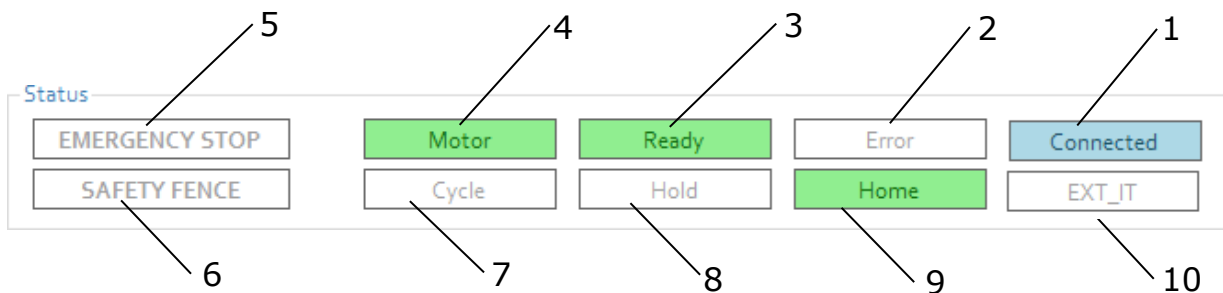 5 4 3 2 1
Status
EMERGENCY STOP Motor Ready Error Connected
SAFETY FENCE Cycle Hold Home EXT_IT
6 7 8 9 10